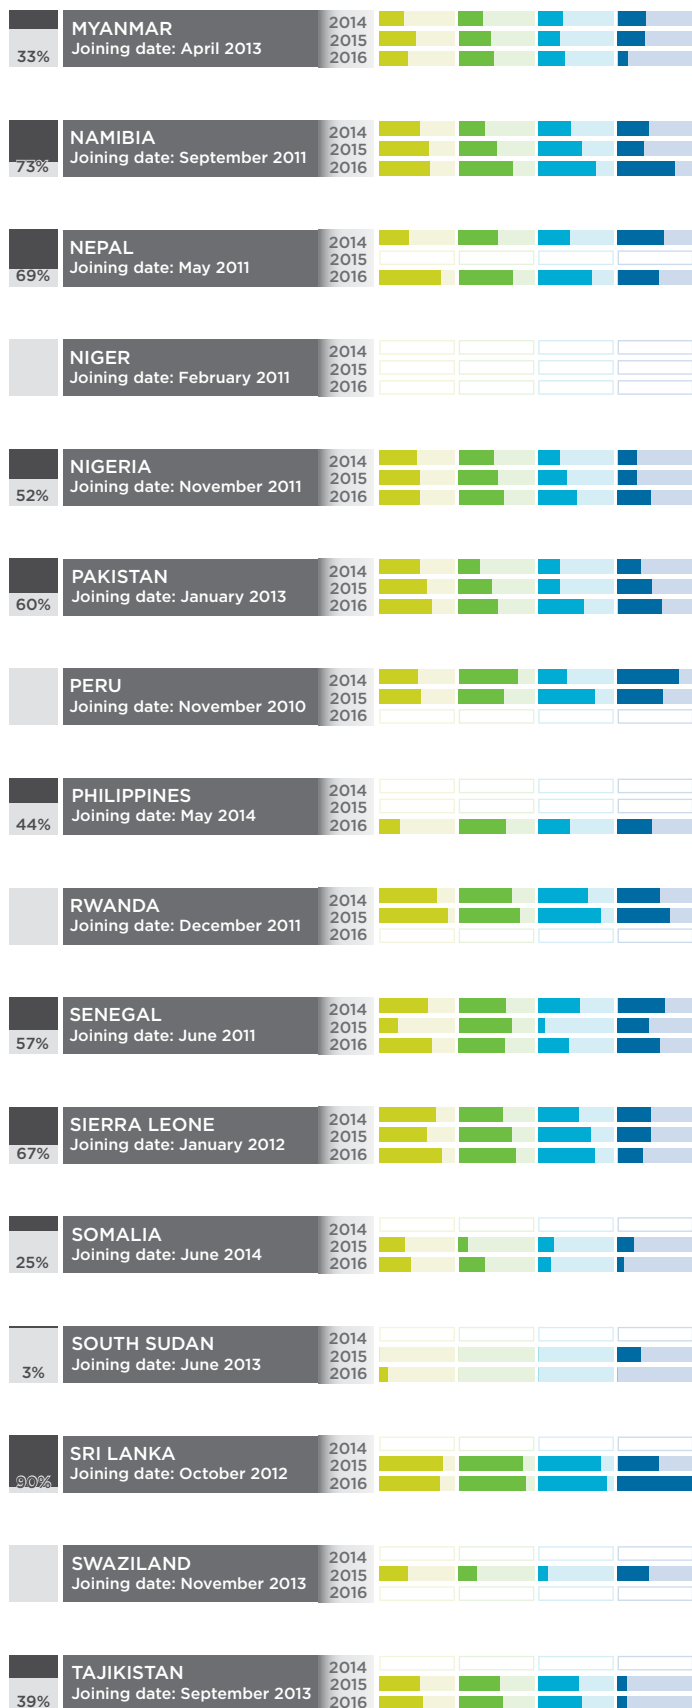 MYANMAR
Joining date: April 2013
33%
2014
2015
2016
NAMIBIA
Joining date: September 2011
73%
2014
2015
2016
NEPAL
Joining date: May 2011
69%
2014
2015
2016
NIGER
Joining date: February 2011
2014
2015
2016
NIGERIA
Joining date: November 2011
52%
2014
2015
2016
PAKISTAN
Joining date: January 2013
60%
2014
2015
2016
PERU
Joining date: November 2010
2014
2015
2016
PHILIPPINES
Joining date: May 2014
44%
2014
2015
2016
RWANDA
Joining date: December 2011
2014
2015
2016
SENEGAL
Joining date: June 2011
57%
2014
2015
2016
SIERRA LEONE
Joining date: January 2012
67%
2014
2015
2016
SOMALIA
Joining date: June 2014
25%
2014
2015
2016
SOUTH SUDAN
Joining date: June 2013
3%
2014
2015
2016
SRI LANKA
Joining date: October 2012
90%
2014
2015
2016
SWAZILAND
Joining date: November 2013
2014
2015
2016
TAJIKISTAN
Joining date: September 2013
39%
2014
2015
2016